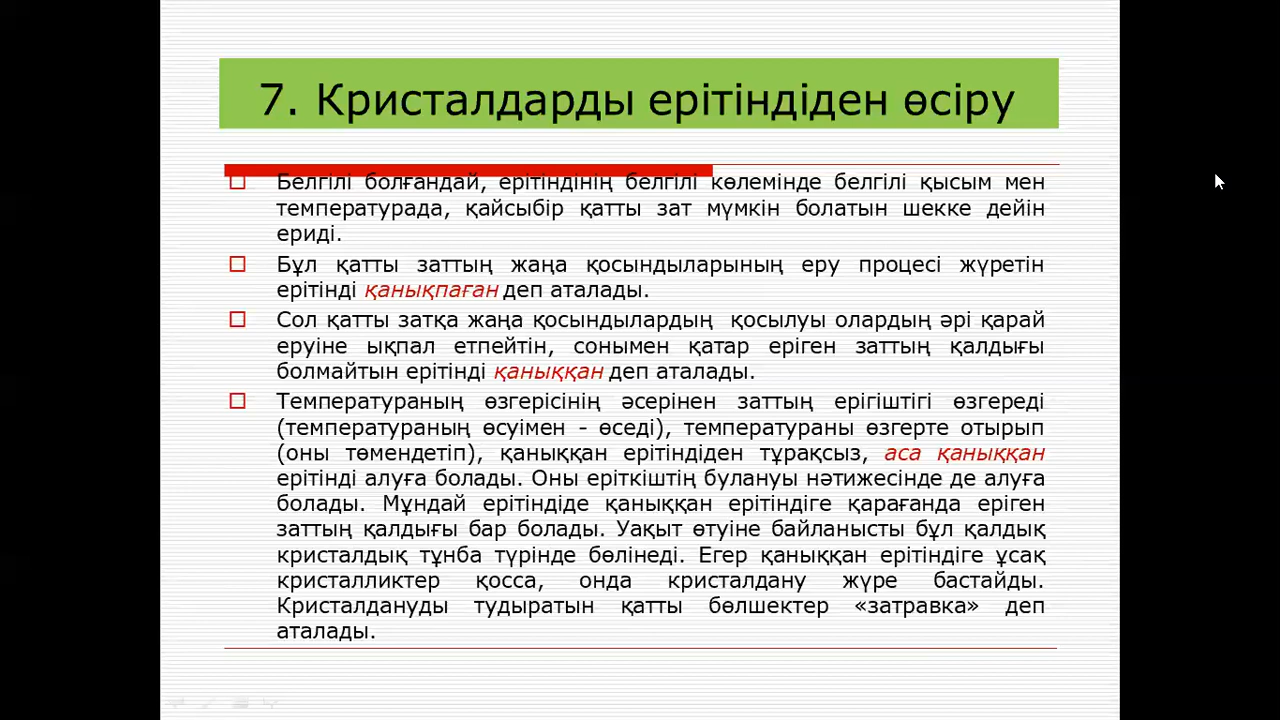 7. Кристалдарды ерітіндіден өсіру
Белгілі болғандай, ерітіндінің белгілі көлемінде белгілі қысым мен
температурада, қайсыбір қатты зат мүмкін болатын шекке дейін
ериді.
Бұл қатты заттың жаңа қосындыларының еру процесі жүретін
ерітінді қанықпаған деп аталады.
Сол қатты затқа жаңа қосындылардың қосылуы олардың әрі қарай
еруіне ықпал етпейтін, сонымен қатар еріген заттың қалдығы
болмайтын ерітінді қаныққан деп аталады.
Температураның өзгерісінің әсерінен заттың ерігіштігі өзгереді
(температураның өсуімен - өседі), температураны өзгерте отырып
(оны төмендетіп), қаныққан ерітіндіден тұрақсыз, аса қаныққан
ерітінді алуға болады. Оны еріткіштің булануы нәтижесінде де алуға
болады. Мұндай ерітіндіде қаныққан ерітіндіге қарағанда еріген
заттың қалдығы бар болады. Уақыт өтуіне байланысты бұл қалдық
кристалдық тұнба түрінде бөлінеді. Егер қаныққан ерітіндіге ұсақ
кристалликтер қосса, онда кристалдану жүре бастайды.
Кристалдануды тудыратын қатты бөлшектер «затравка» деп
аталады.